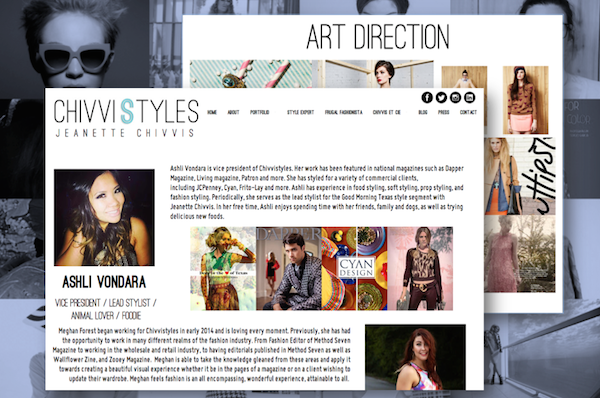 ART DIRECTION
CHIVVISTYLES
JEANETTE CHIVVIS
HOME ABOUT PORTFOLIO STYLE EXPERT FRUGAL FASHIONISTA CHIVVIS ET CIE BLOG PRESS CONTACT
Ashli Vondara is vice president of Chivvistyles. Her work has been featured in national magazines such as Dapper
Magazine, Living magazine, Patron and more. She has styled for a variety of commercial clients,
including JCPenney, Cyan, Frito-Lay and more. Ashli has experience in food styling, soft styling, prop styling, and
fashion styling. Periodically, she serves as the lead stylist for the Good Morning Texas style segment with
Jeanette Chivvis. In her free time, Ashli enjoys spending time with her friends, family and dogs, as well as trying
delicious new foods.
ASHLI VONDARA
VICE PRESIDENT / LEAD STYLIST /
ANIMAL LOVER / FOODIE
of Texas
CYAN
DESIGN
Meghan Forest began working for Chivvistyles in early 2014 and is loving every moment. Previously, she has had
the opportunity to work in many different realms of the fashion industry. From Fashion Editor of Method Seven
Magazine to working in the wholesale and retail industry, to having editorials published in Method Seven as well as
Wallflower Zine, and Zooey Magazine. Meghan is able to take the knowledge gleaned from these areas and apply it
towards creating a beautiful visual experience whether it be in the pages of a magazine or on a client wishing to
update their wardrobe. Meghan feels fashion is an all encompassing, wonderful experience, attainable to all.